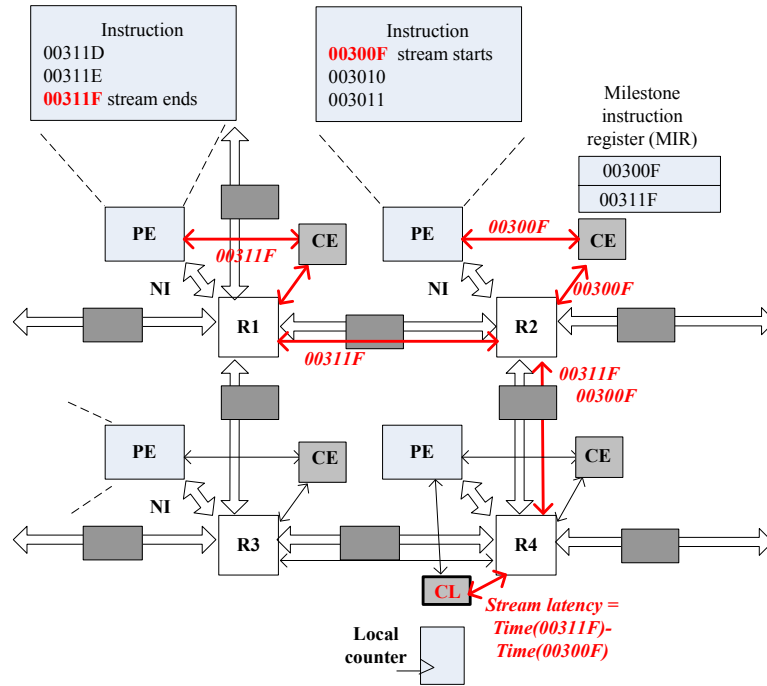 Instruction
00311D
00311E
00311F stream ends
Instruction
00300F stream starts
003010
003011
Milestone
instruction
register (MIR)
00300F
00311F
PE
00311F
CE
PE
00300F
CE
NI
NI
00300F
R1
R2
00311F
00311F
00300F
PE
CE
PE
CE
NI
R3
R4
CL
Stream latency =
Time(00311F)-
Time(00300F)
Local
counter